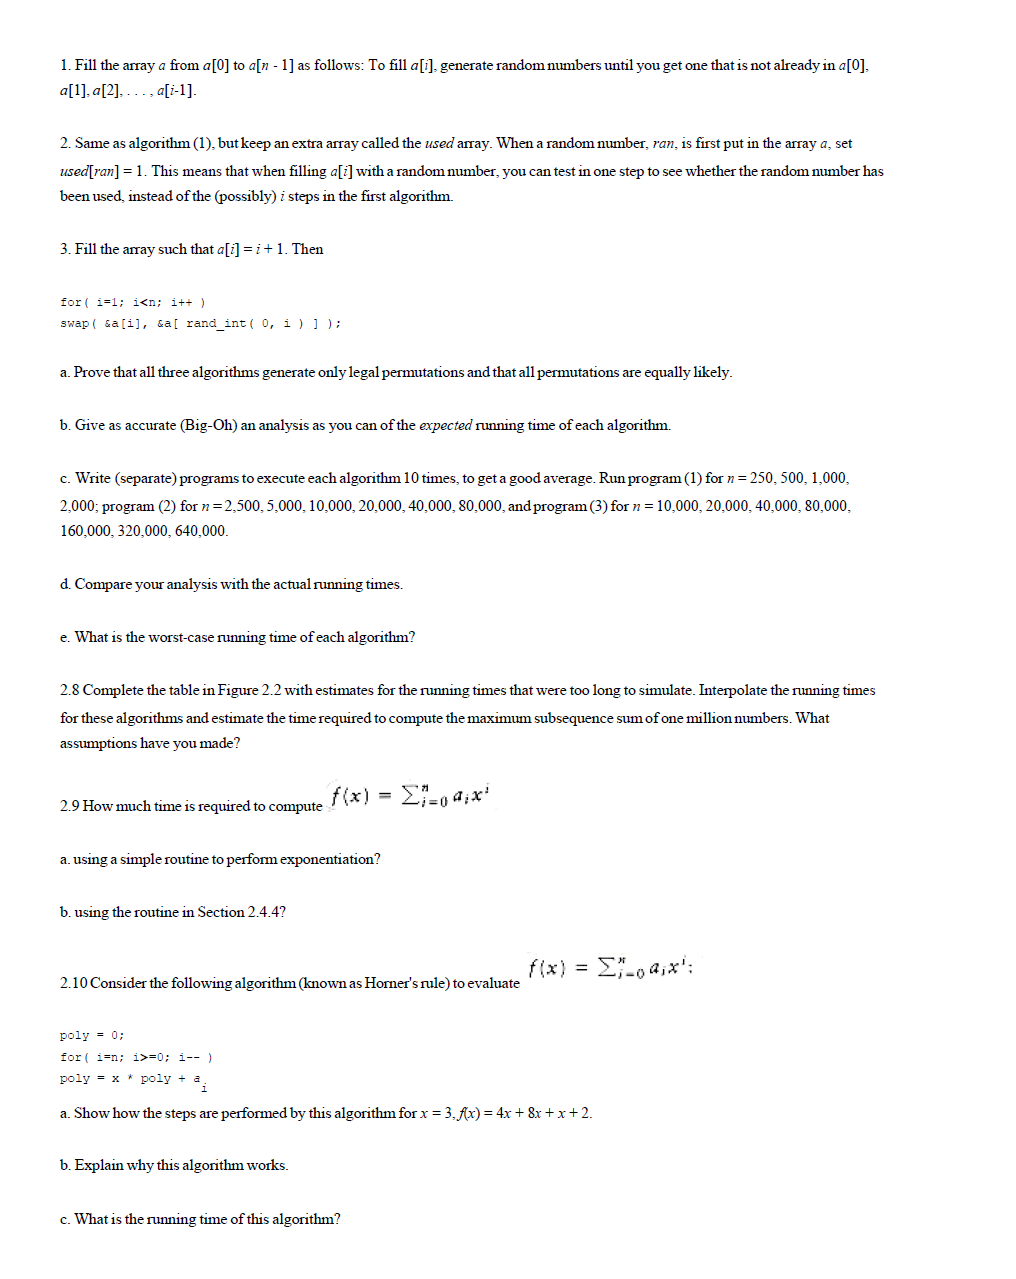 1. Fill the array a from a[0] to a[n - 1] as follows: To fill a[i], generate random numbers until you get one that is not already in a[0],
a[1], a[2], . . . , a[i-1].
2. Same as algorithm (1), but keep an extra array called the used array. When a random number, ran, is first put in the array a, set
used[ran] = 1. This means that when filling a[i] with a random number, you can test in one step to see whether the random number has
been used, instead of the (possibly) i steps in the first algorithm.
3. Fill the array such that a[i] = i + 1. Then
for( i=1; i<n; i++ )
swap( &a[i], &a[ rand_int( 0, i ) ] );
a. Prove that all three algorithms generate only legal permutations and that all permutations are equally likely.
b. Give as accurate (Big-Oh) an analysis as you can of the expected running time of each algorithm.
c. Write (separate) programs to execute each algorithm 10 times, to get a good average. Run program (1) for n = 250, 500, 1,000,
2,000; program (2) for n = 2,500, 5,000, 10,000, 20,000, 40,000, 80,000, and program (3) for n = 10,000, 20,000, 40,000, 80,000,
160,000, 320,000, 640,000.
d. Compare your analysis with the actual running times.
e. What is the worst-case running time of each algorithm?
2.8 Complete the table in Figure 2.2 with estimates for the running times that were too long to simulate. Interpolate the running times
for these algorithms and estimate the time required to compute the maximum subsequence sum of one million numbers. What
assumptions have you made?
2.9 How much time is required to compute f(x) = ∑ⁿᵢ₌₀ aᵢxⁱ
a. using a simple routine to perform exponentiation?
b. using the routine in Section 2.4.4?
2.10 Consider the following algorithm (known as Horner's rule) to evaluate f(x) = ∑ⁿᵢ₌₀ aᵢxⁱ:
poly = 0;
for( i=n; i>=0; i-- )
poly = x * poly + aᵢ
a. Show how the steps are performed by this algorithm for x = 3, f(x) = 4x + 8x + x + 2.
b. Explain why this algorithm works.
c. What is the running time of this algorithm?